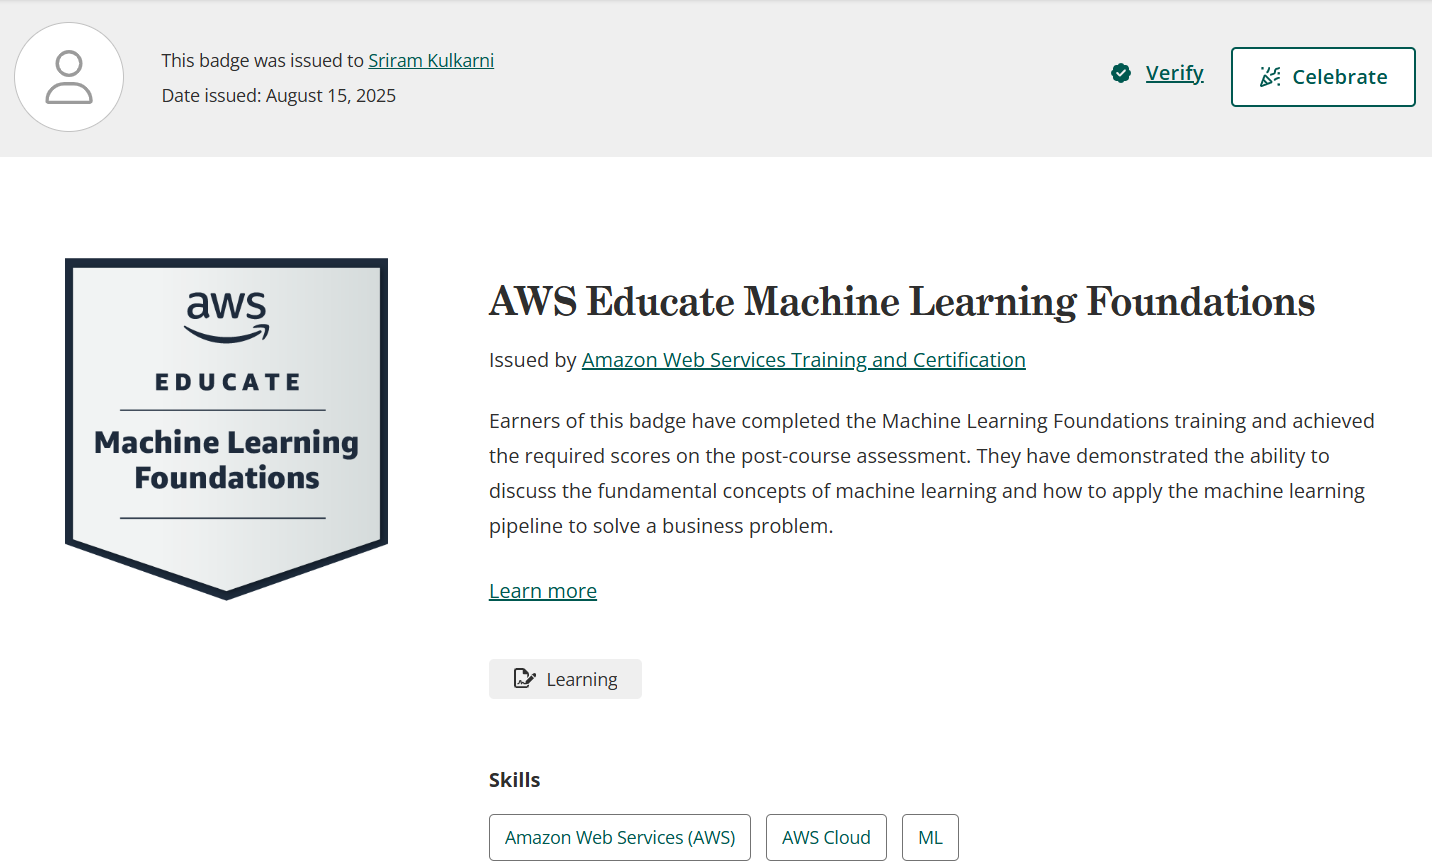 This badge was issued to Sriram Kulkarni
Date issued: August 15, 2025
Verify
Celebrate
aws
EDUCATE
Machine Learning
Foundations
AWS Educate Machine Learning Foundations
Issued by Amazon Web Services Training and Certification
Earners of this badge have completed the Machine Learning Foundations training and achieved
the required scores on the post-course assessment. They have demonstrated the ability to
discuss the fundamental concepts of machine learning and how to apply the machine learning
pipeline to solve a business problem.
Learn more
Learning
Skills
Amazon Web Services (AWS)
AWS Cloud
ML